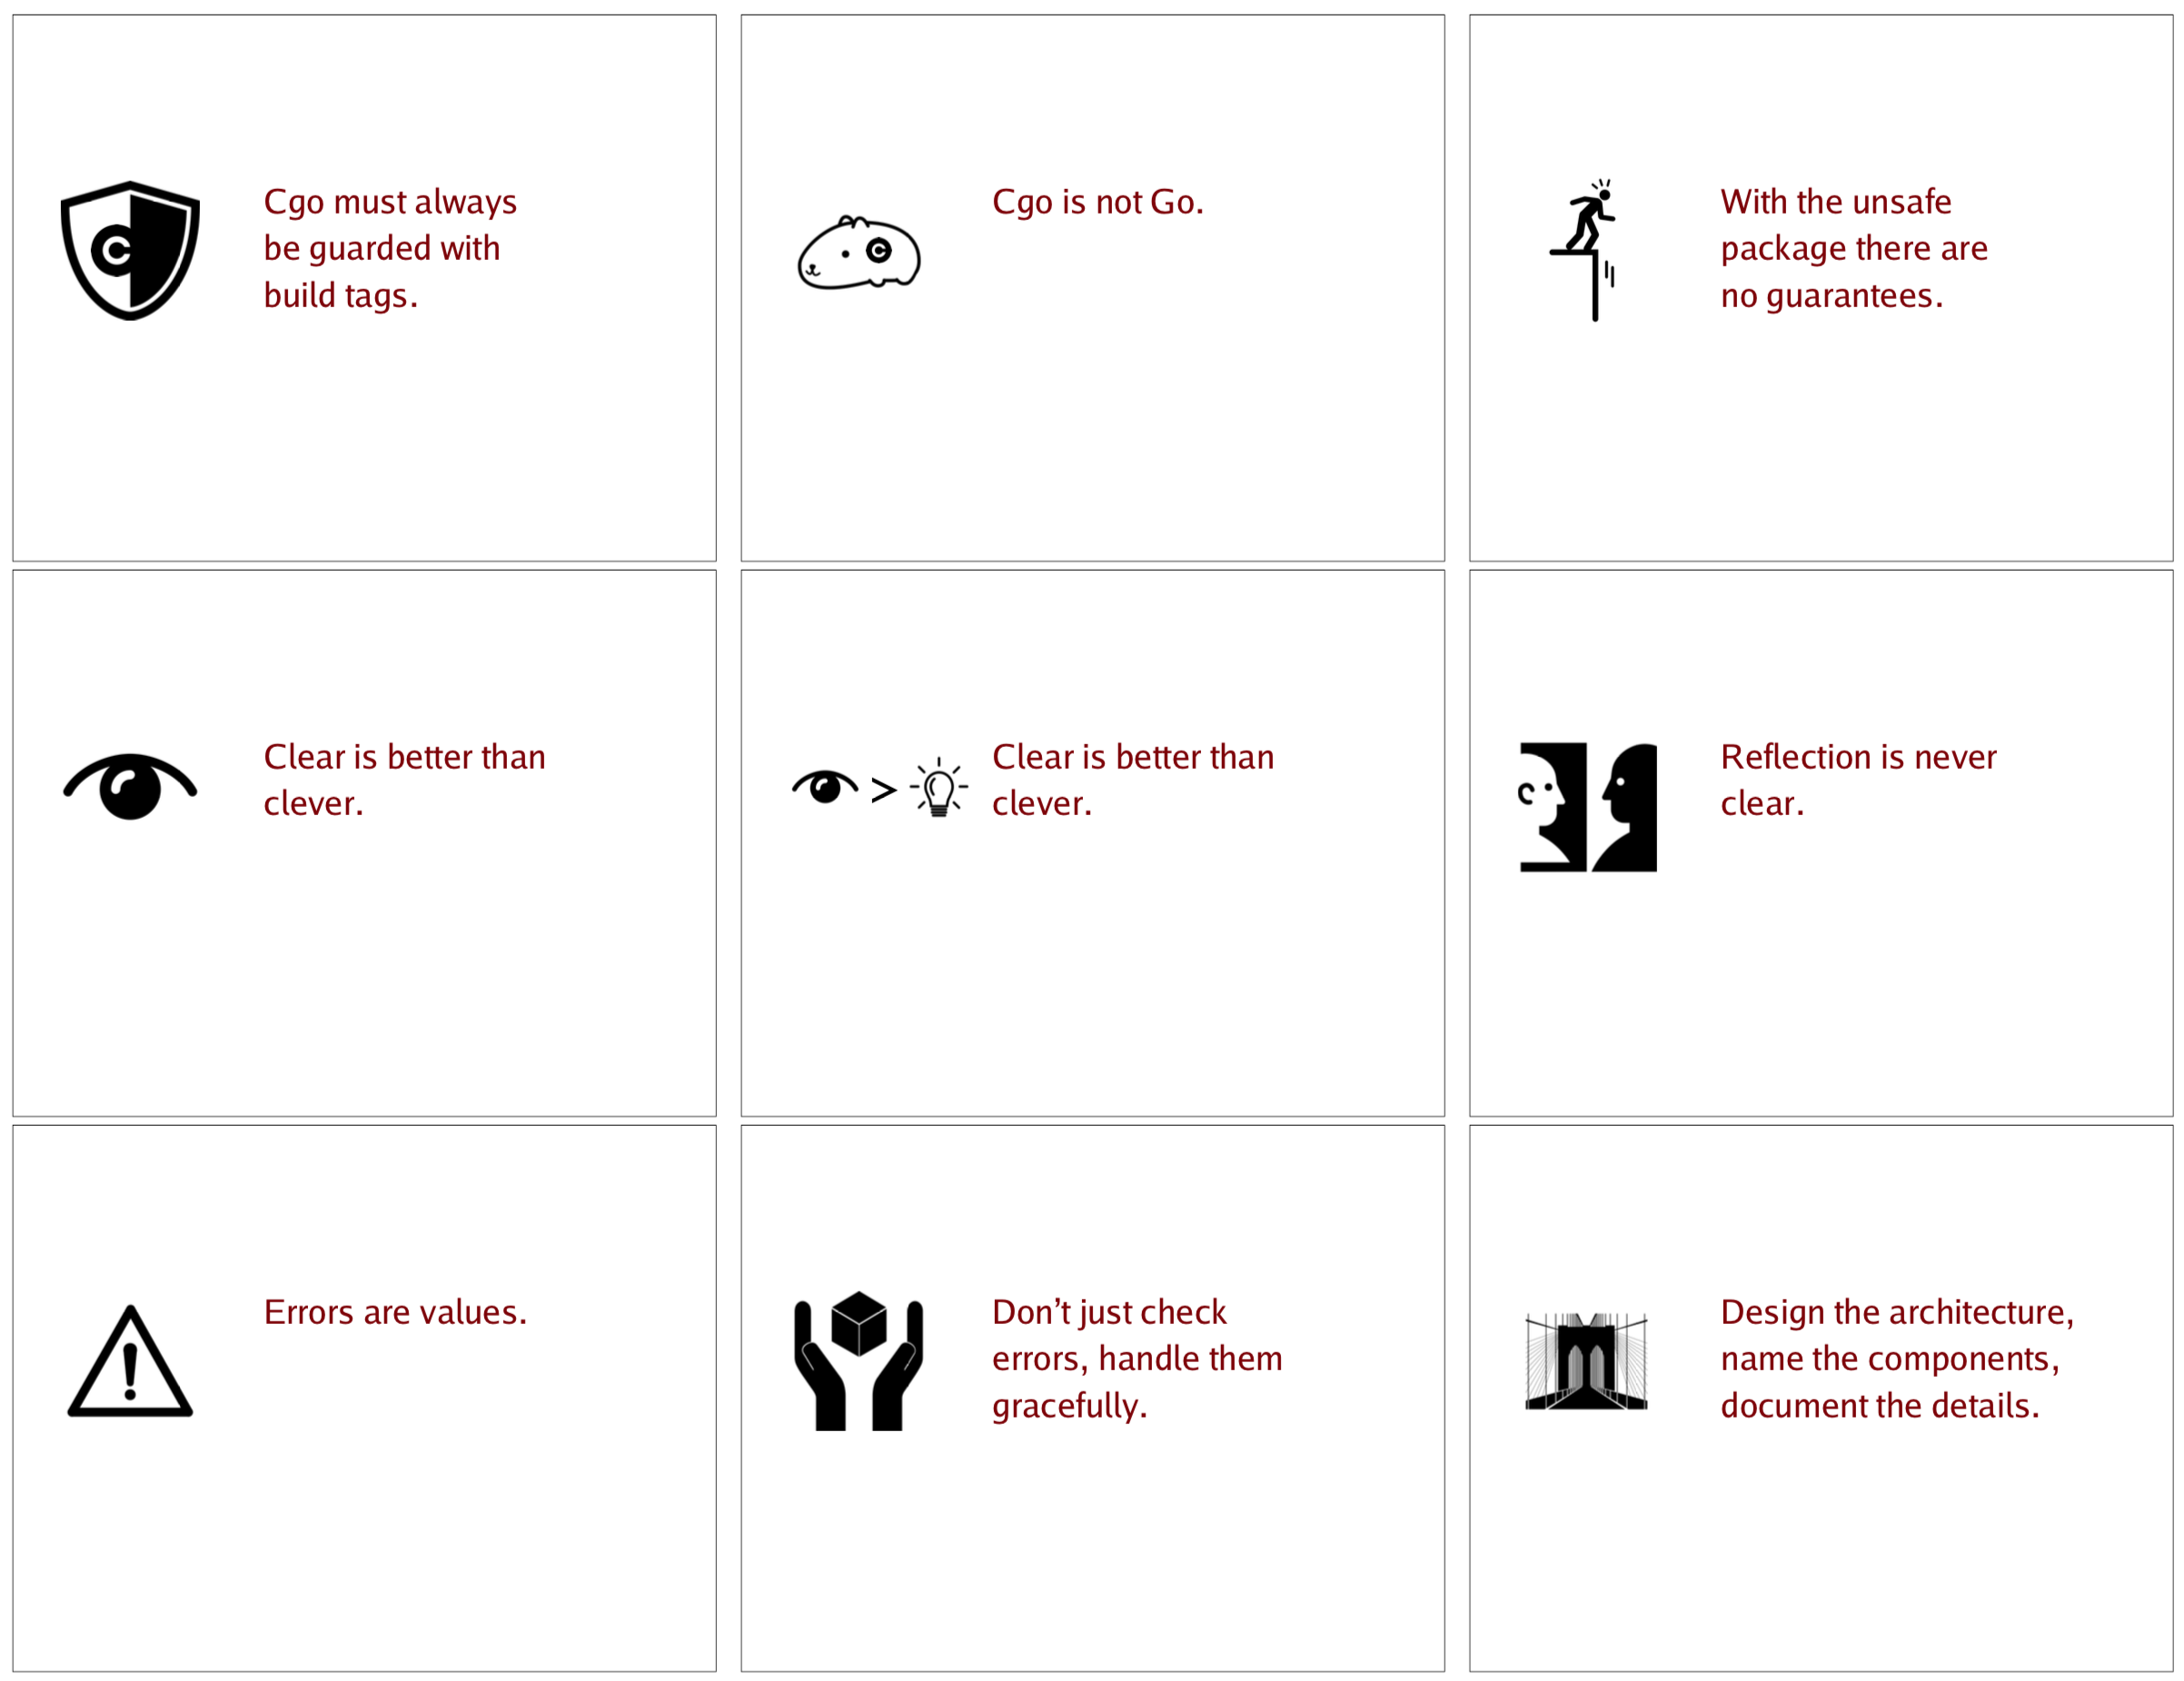 C
Cgo must always
be guarded with
build tags.
C
Cgo is not Go.
With the unsafe
package there are
no guarantees.
Clear is better than
clever.
>
Clear is better than
clever.
Reflection is never
clear.
!
Errors are values.
Don’t just check
errors, handle them
gracefully.
Design the architecture,
name the components,
document the details.